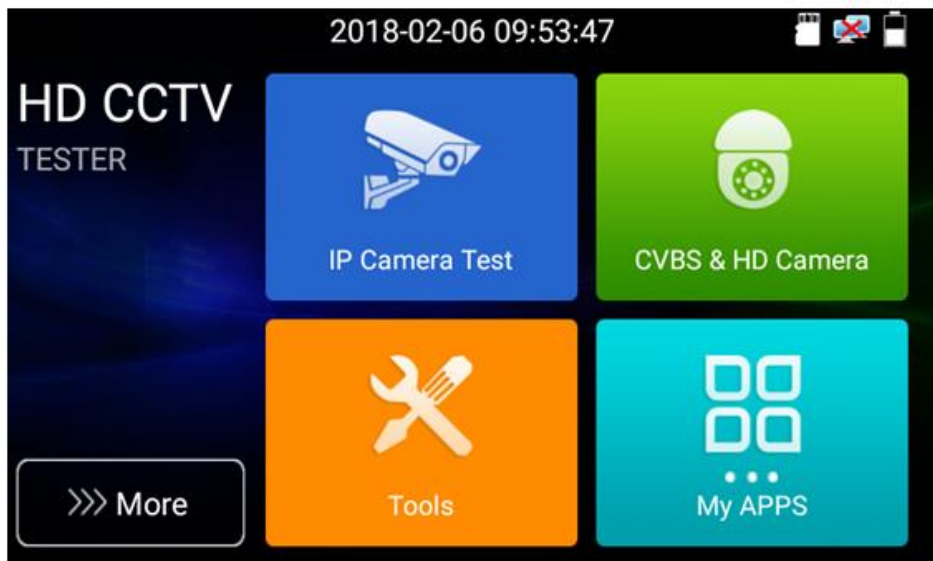 2018-02-06 09:53:47
HD CCTV
TESTER
IP Camera Test
CVBS & HD Camera
Tools
My APPS
>>> More